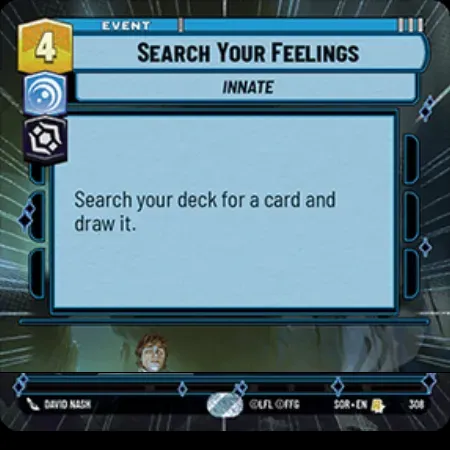 EVENT
4
SEARCH YOUR FEELINGS
INNATE
Search your deck for a card and
draw it.
DAVID NASH
©LFL ©FFG
SOR • EN
308